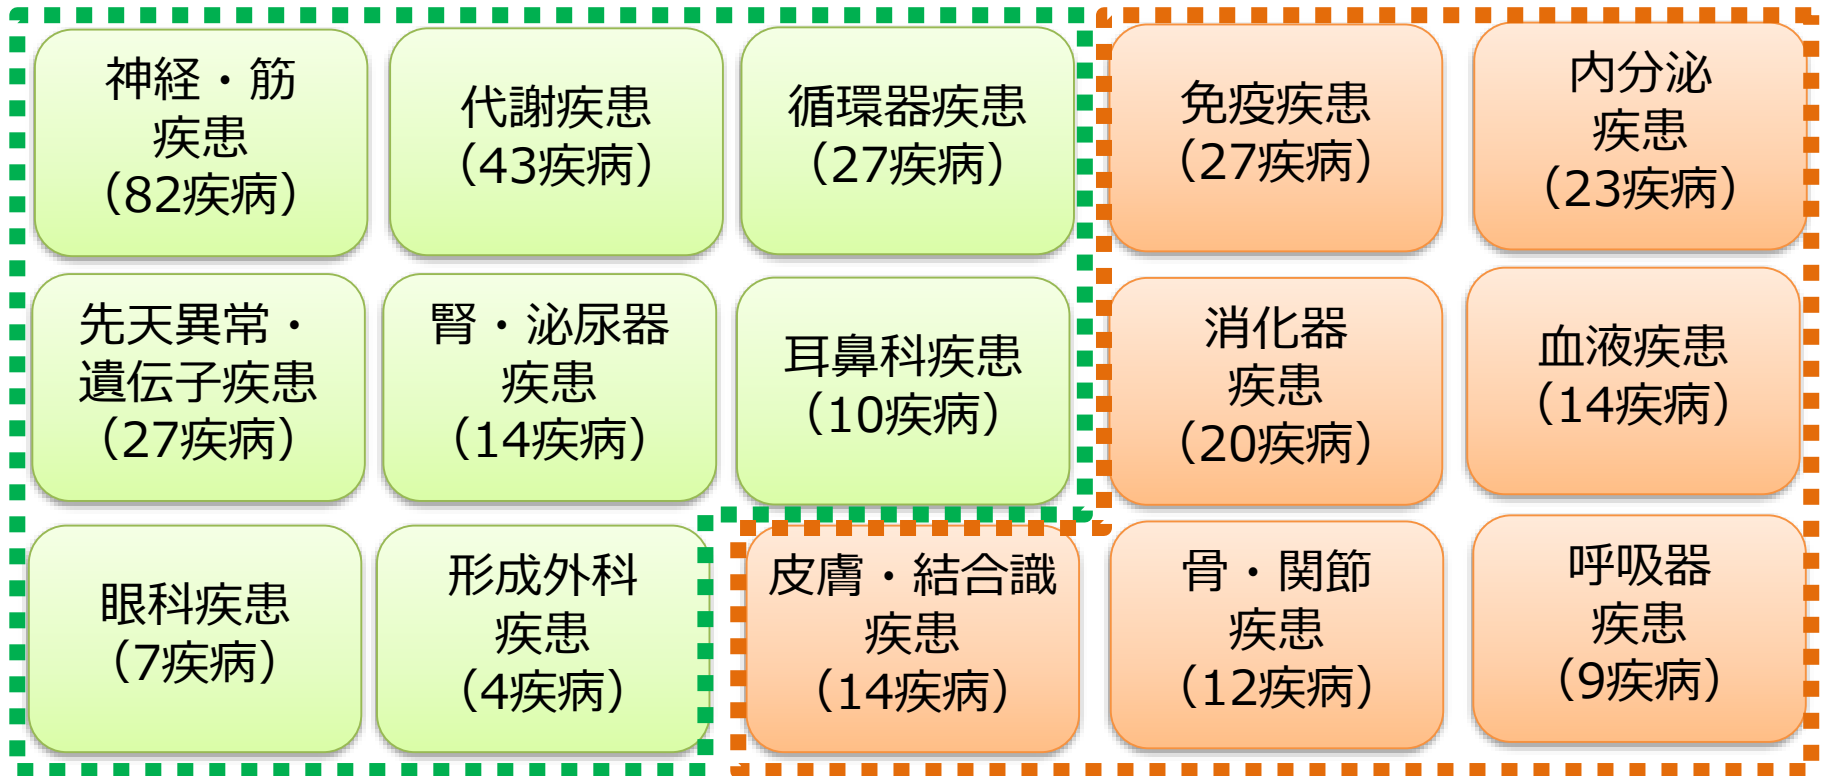 神経・筋
疾患
（82疾病）
代謝疾患
（43疾病）
循環器疾患
（27疾病）
免疫疾患
（27疾病）
内分泌
疾患
（23疾病）
先天異常・
遺伝子疾患
（27疾病）
腎・泌尿器
疾患
（14疾病）
耳鼻科疾患
（10疾病）
消化器
疾患
（20疾病）
血液疾患
（14疾病）
眼科疾患
（7疾病）
形成外科
疾患
（4疾病）
皮膚・結合識
疾患
（14疾病）
骨・関節
疾患
（12疾病）
呼吸器
疾患
（9疾病）